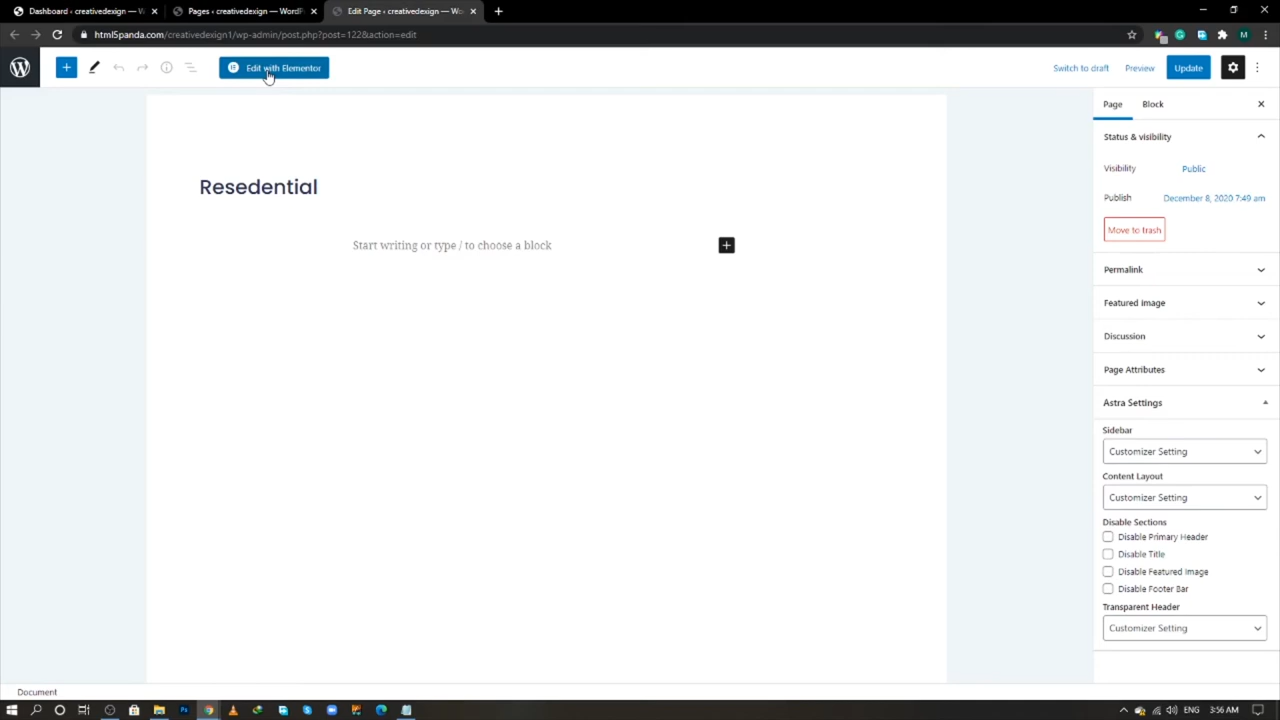 Dashboard ‹ creativedesign — W
Pages ‹ creativedesign — WordPr
Edit Page ‹ creativedesign — Wo
html5panda.com/creativedesign1/wp-admin/post.php?post=122&action=edit
M
Edit with Elementor
Switch to draft
Preview
Update
Page
Block
Status & visibility
Visibility
Public
Publish
December 8, 2020 7:49 am
Move to trash
Resedential
Start writing or type / to choose a block
Permalink
Featured image
Discussion
Page Attributes
Astra Settings
Sidebar
Customizer Setting
Content Layout
Customizer Setting
Disable Sections
Disable Primary Header
Disable Title
Disable Featured Image
Disable Footer Bar
Transparent Header
Customizer Setting
Document
ENG
3:56 AM